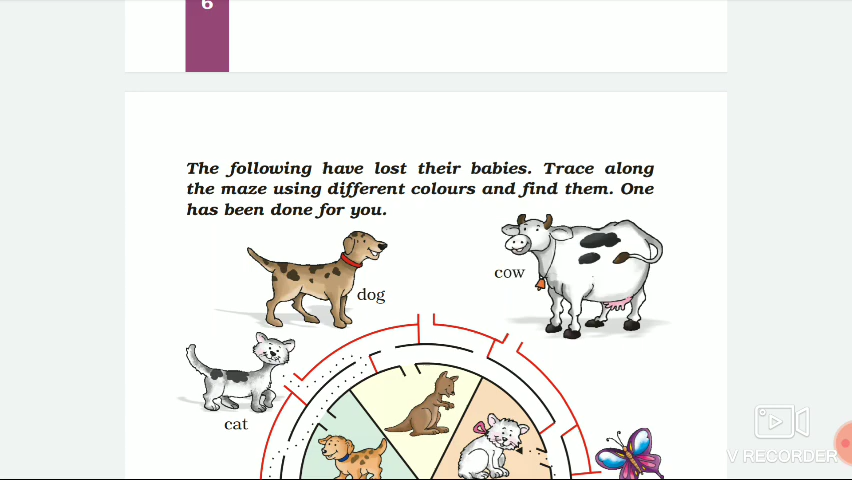 6
The following have lost their babies. Trace along
the maze using different colours and find them. One
has been done for you.
cow
dog
cat
V RECORDER